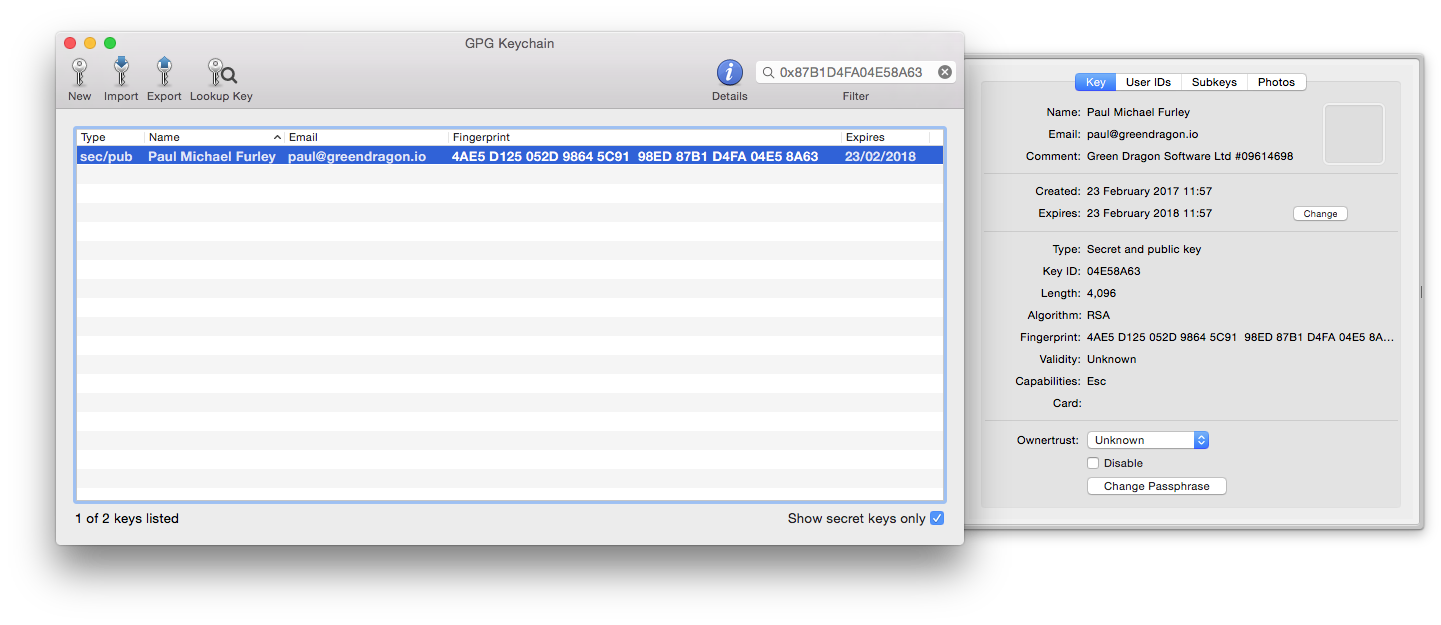 GPG Keychain
New Import Export Lookup Key
0x87B1D4FA04E58A63
Details Filter
Type Name Email Fingerprint Expires
sec/pub Paul Michael Furley paul@greendragon.io 4AE5 D125 052D 9864 5C91 98ED 87B1 D4FA 04E5 8A63 23/02/2018
1 of 2 keys listed
Show secret keys only
Key User IDs Subkeys Photos
Name: Paul Michael Furley
Email: paul@greendragon.io
Comment: Green Dragon Software Ltd #09614698
Created: 23 February 2017 11:57
Expires: 23 February 2018 11:57 Change
Type: Secret and public key
Key ID: 04E58A63
Length: 4,096
Algorithm: RSA
Fingerprint: 4AE5 D125 052D 9864 5C91 98ED 87B1 D4FA 04E5 8A...
Validity: Unknown
Capabilities: Esc
Card:
Ownertrust: Unknown
Disable
Change Passphrase